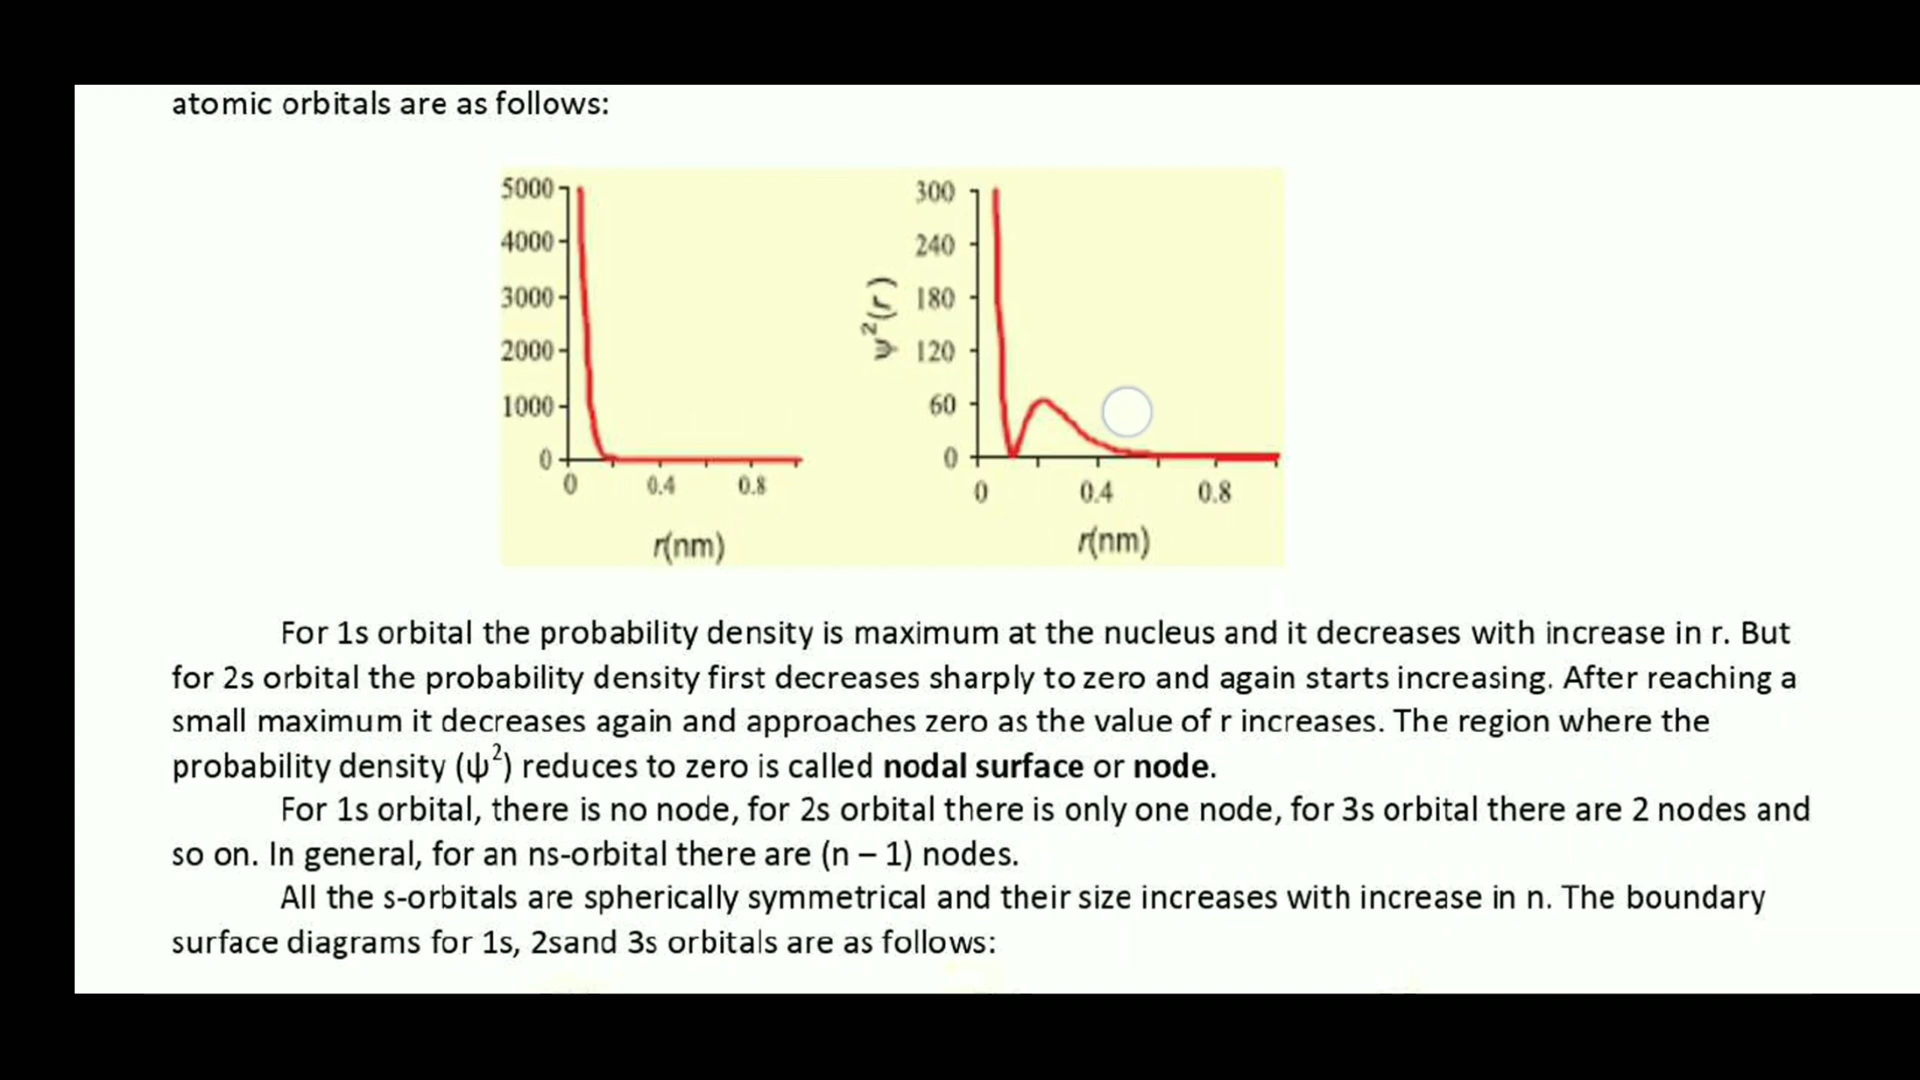 atomic orbitals are as follows:
5000
4000
3000
2000
1000
0
0 0.4 0.8
r(nm)
ψ²(r)
300
240
180
120
60
0
0 0.4 0.8
r(nm)
For 1s orbital the probability density is maximum at the nucleus and it decreases with increase in r. But
for 2s orbital the probability density first decreases sharply to zero and again starts increasing. After reaching a
small maximum it decreases again and approaches zero as the value of r increases. The region where the
probability density (ψ²) reduces to zero is called nodal surface or node.
For 1s orbital, there is no node, for 2s orbital there is only one node, for 3s orbital there are 2 nodes and
so on. In general, for an ns-orbital there are (n – 1) nodes.
All the s-orbitals are spherically symmetrical and their size increases with increase in n. The boundary
surface diagrams for 1s, 2sand 3s orbitals are as follows: